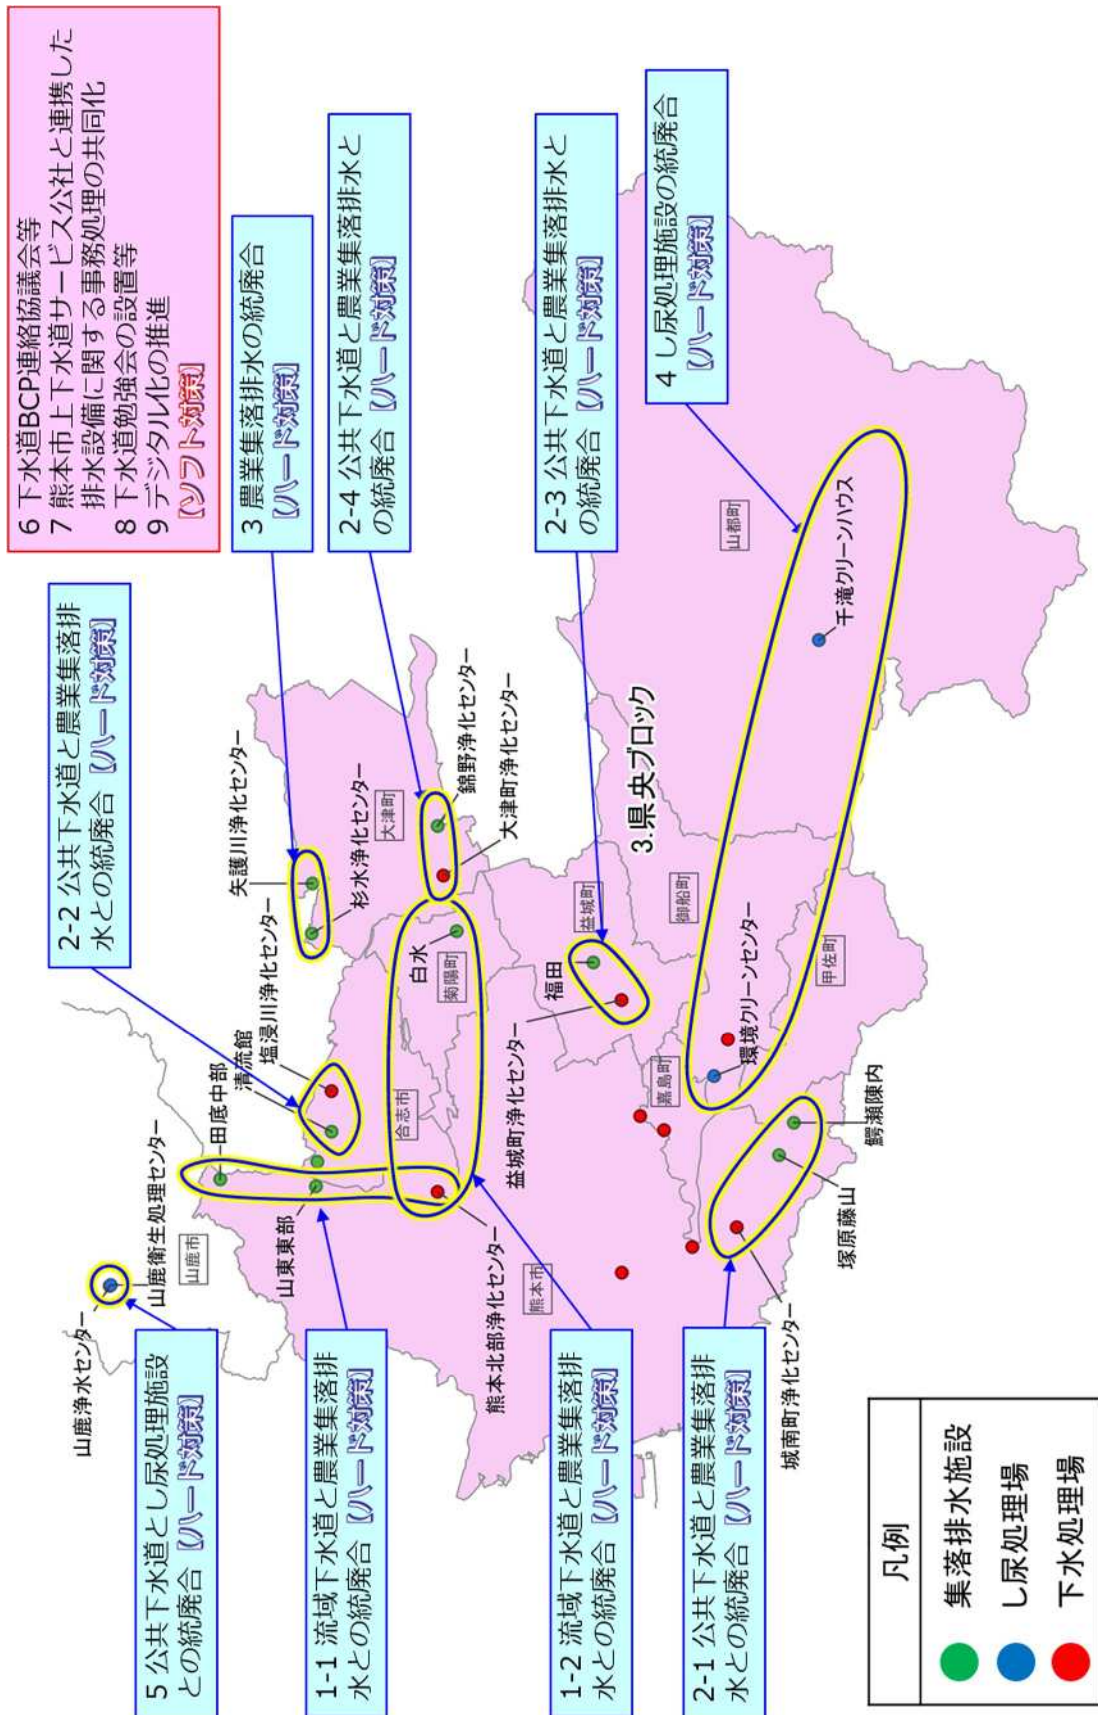 6 下水道BCP連絡協議会等
7 熊本市上下水道サービス公社と連携した
排水設備に関する事務処理の共同化
8 下水道勉強会の設置等
9 デジタル化の推進
【ソフト対策】
2-2 公共下水道と農業集落排
水との統廃合【ハード対策】
3 農業集落排水の統廃合
【ハード対策】
2-4 公共下水道と農業集落排水と
の統廃合【ハード対策】
2-3 公共下水道と農業集落排水と
の統廃合【ハード対策】
4 し尿処理施設の統廃合
【ハード対策】
5 公共下水道とし尿処理施設
との統廃合【ハード対策】
1-1 流域下水道と農業集落排
水との統廃合【ハード対策】
1-2 流域下水道と農業集落排
水との統廃合【ハード対策】
2-1 公共下水道と農業集落排
水との統廃合【ハード対策】
山鹿浄水センター
山鹿衛生処理センター
山鹿市
田底中部
山東東部
清流館
塩浸川浄化センター
矢護川浄化センター
杉水浄化センター
大津町
錦野浄化センター
大津町浄化センター
合志市
白水
菊陽町
熊本北部浄化センター
益城町浄化センター
福田
益城町
3.県央ブロック
熊本市
嘉島町
御船町
環境クリーンセンター
甲佐町
山都町
千滝クリーンハウス
城南町浄化センター
塚原藤山
鰐瀬陳内
凡例
集落排水施設
し尿処理場
下水処理場